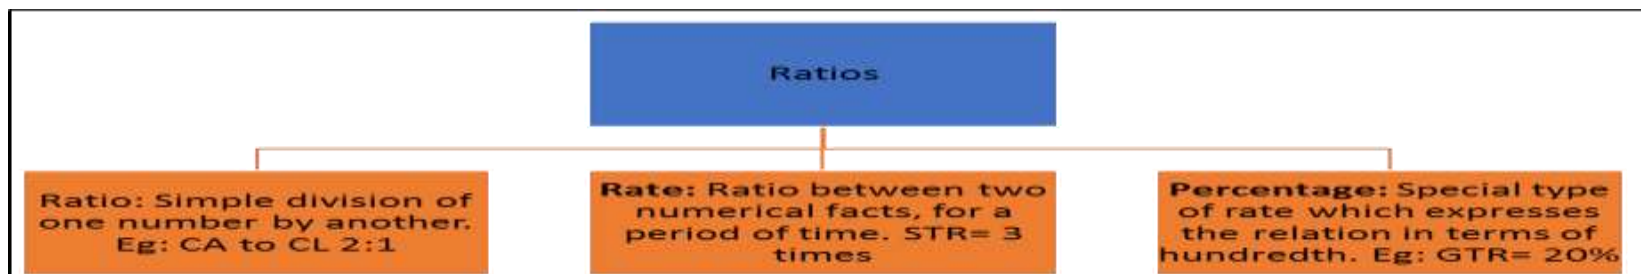 Ratios
Ratio: Simple division of
one number by another.
Eg: CA to CL 2:1
Rate: Ratio between two
numerical facts, for a
period of time. STR= 3
times
Percentage: Special type
of rate which expresses
the relation in terms of
hundredth. Eg: GTR= 20%